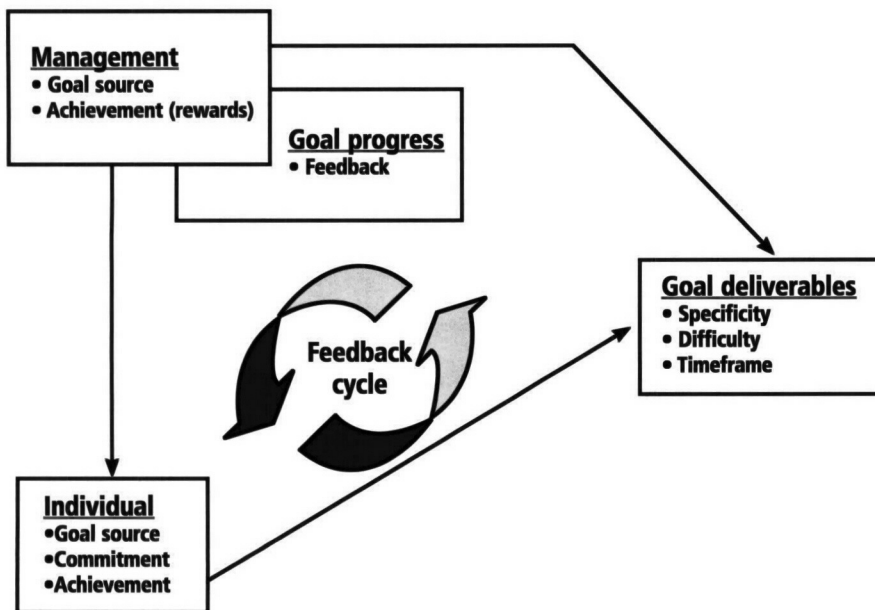 Management
• Goal source
• Achievement (rewards)
Goal progress
• Feedback
Goal deliverables
• Specificity
• Difficulty
• Timeframe
Feedback
cycle
Individual
•Goal source
•Commitment
•Achievement